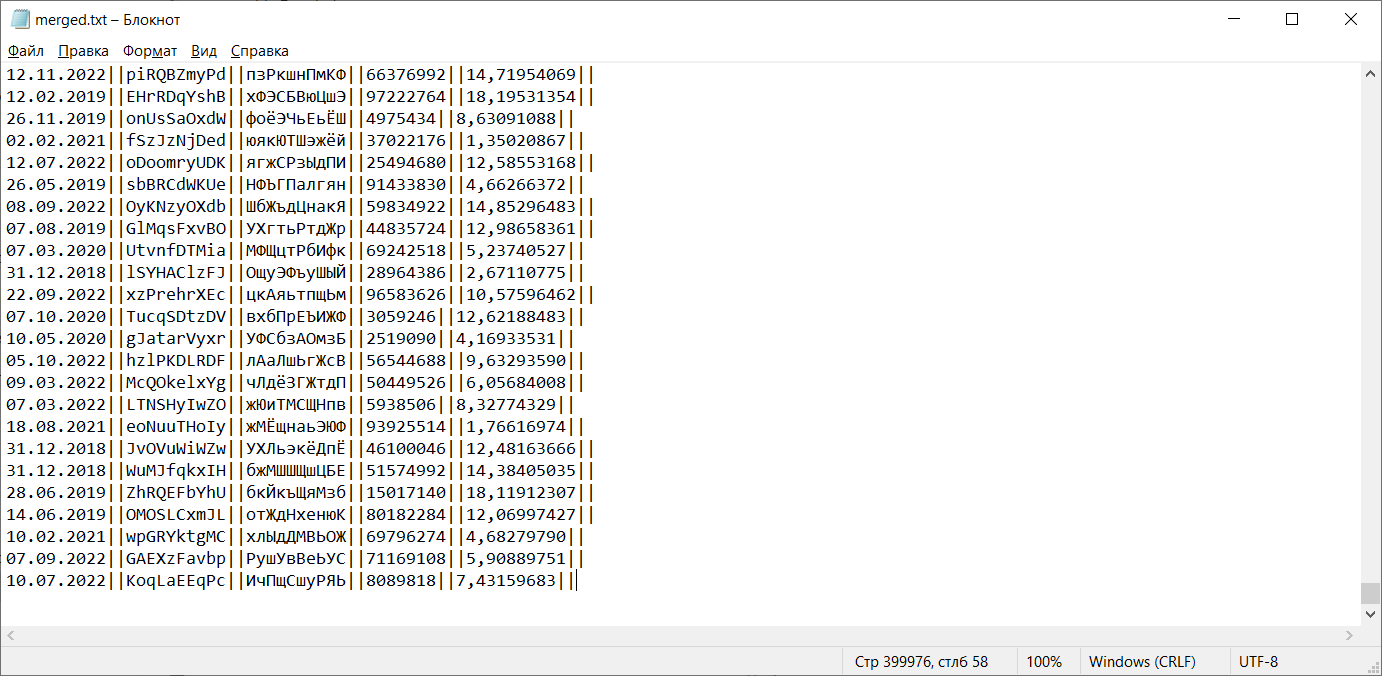 merged.txt – Блокнот
Файл Правка Формат Вид Справка
12.11.2022||piRQBZmyPd||пзРкшнПмКФ||66376992||14,71954069||
12.02.2019||EHrRDqYshB||хФЭСБВюЦшЭ||97222764||18,19531354||
26.11.2019||onUsSaOxdW||фоёЭЧьЕьЁШ||4975434||8,63091088||
02.02.2021||fSzJzNjDed||юякЮТШэжёй||37022176||1,35020867||
12.07.2022||oDoomryUDK||ягжСРзЫдПИ||25494680||12,58553168||
26.05.2019||sbBRCdWKUe||НФЪГПалгян||91433830||4,66266372||
08.09.2022||OyKNzyOXdb||ШбЖъдЦнакЯ||59834922||14,85296483||
07.08.2019||GlMqsFxvBO||УХгтьРтдЖр||44835724||12,98658361||
07.03.2020||UtvnfDTMia||МФЩцтРбИфк||69242518||5,23740527||
31.12.2018||lSYHAClzFJ||ОщуЭФъуШЫЙ||28964386||2,67110775||
22.09.2022||xzPrehrXEc||цкАяьтпщЬм||96583626||10,57596462||
07.10.2020||TucqSDtzDV||вхбПрЕЪИЖФ||3059246||12,62188483||
10.05.2020||gJatarVyxr||УФСбзАОмзБ||2519090||4,16933531||
05.10.2022||hzlPKDLRDF||лАаЛшЬгЖсВ||56544688||9,63293590||
09.03.2022||McQOkelxYg||чЛдёЗГЖтдП||50449526||6,05684008||
07.03.2022||LTNSHyIwZO||жЮиТМСЩНпв||5938506||8,32774329||
18.08.2021||eoNuuTHoIy||жМЁщнаьЭЮФ||93925514||1,76616974||
31.12.2018||JvOVuWiWZw||УХЛьэкёДпЁ||46100046||12,48163666||
31.12.2018||WuMJfqkxIH||бжМШШЩшЦБЕ||51574992||14,38405035||
28.06.2019||ZhRQEFbYhU||бкЙкъЩяМзб||15017140||18,11912307||
14.06.2019||OMOSLCxmJL||отЖдНхенюК||80182284||12,06997427||
10.02.2021||wpGRYktgMC||хлЫдДМВЬОЖ||69796274||4,68279790||
07.09.2022||GAEXzFavbp||РушУвВеЬУС||71169108||5,90889751||
10.07.2022||KoqLaEEqPc||ИчПщСшуРЯЬ||8089818||7,43159683||
Стр 399976, стлб 58 100% Windows (CRLF) UTF-8